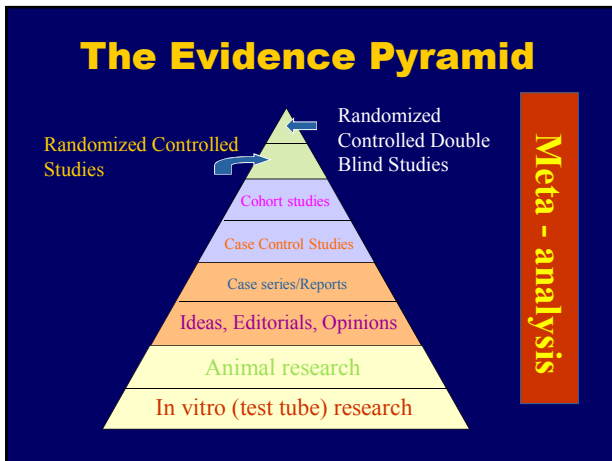 The Evidence Pyramid
Randomized
Controlled Double
Blind Studies
Randomized Controlled
Studies
Cohort studies
Case Control Studies
Case series/Reports
Ideas, Editorials, Opinions
Animal research
In vitro (test tube) research
Meta - analysis